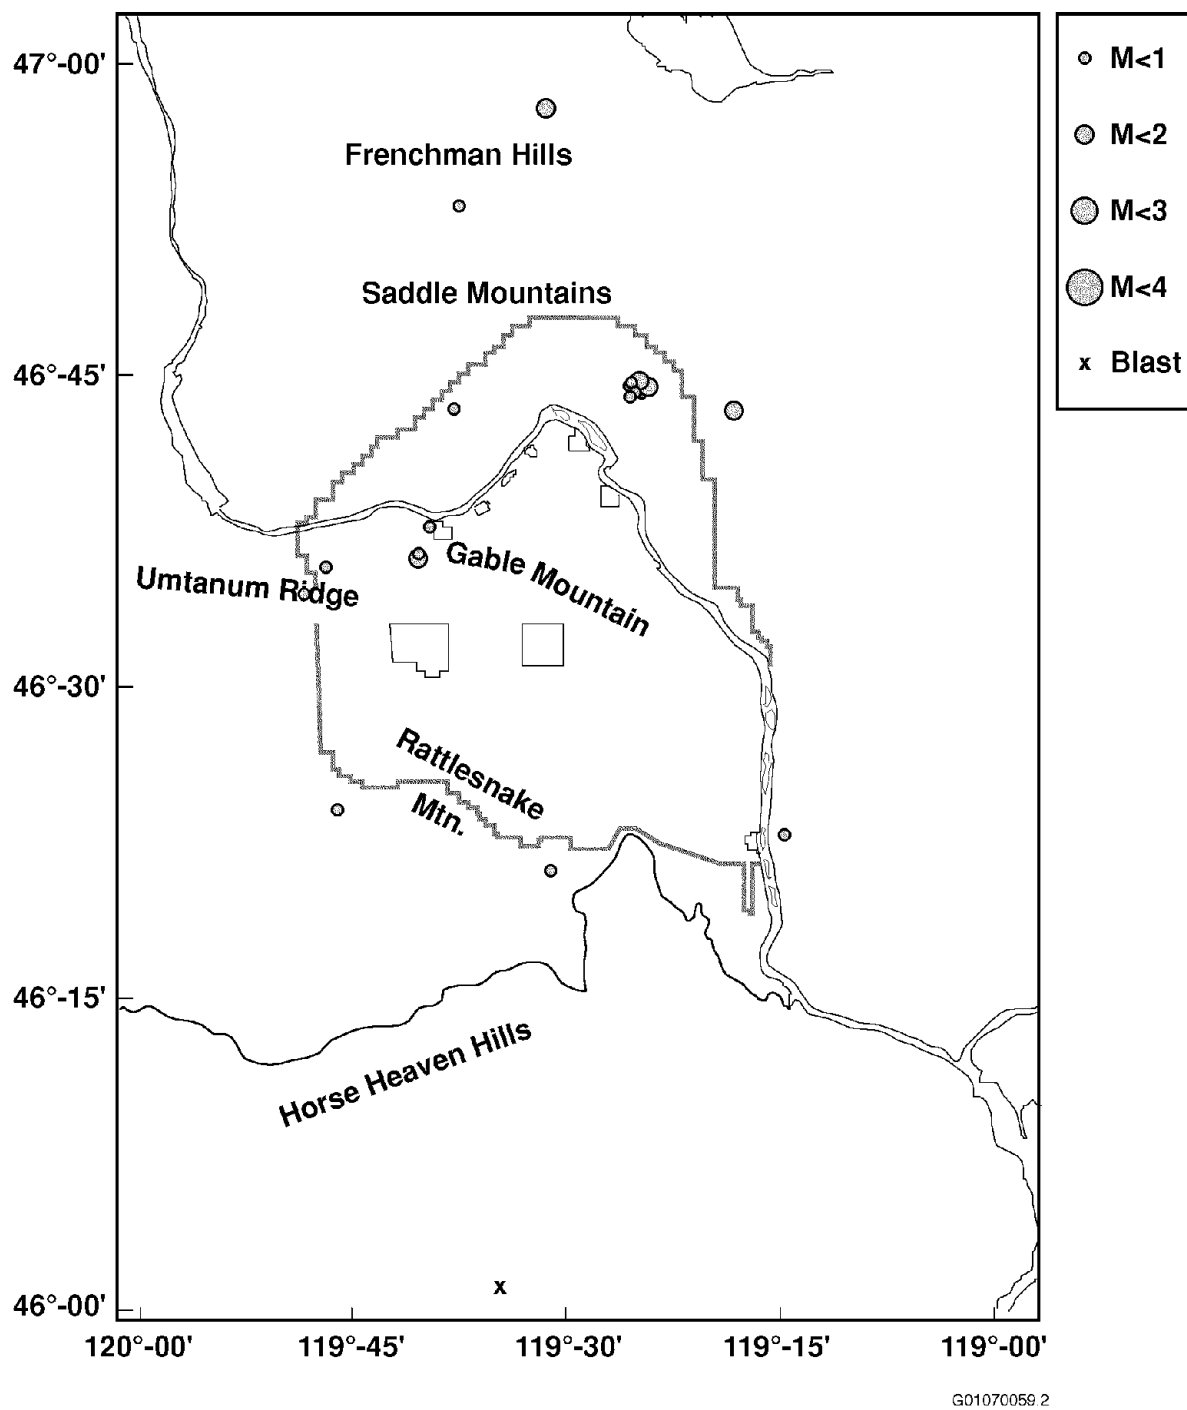 47°-00'
Frenchman Hills
Saddle Mountains
46°-45'
Gable Mountain
Umtanum Ridge
46°-30'
Rattlesnake
Mtn.
46°-15'
Horse Heaven Hills
x
46°-00'
120°-00'
119°-45'
119°-30'
119°-15'
119°-00'
M<1
M<2
M<3
M<4
x Blast
G01070059.2